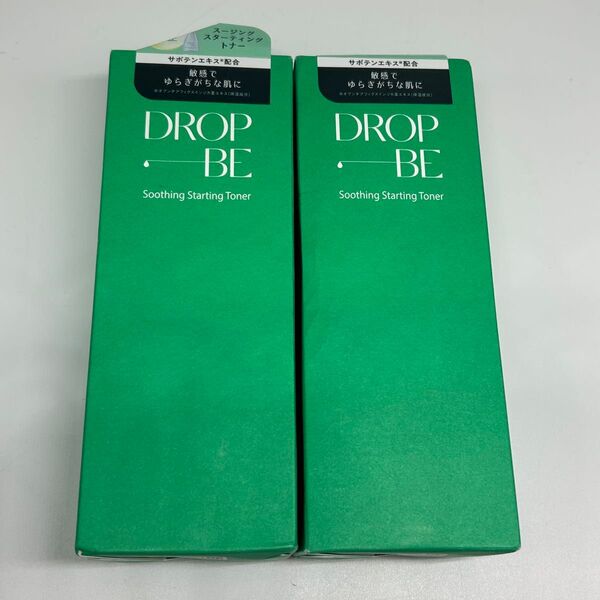 スージング
スターティング
トナー
サボテンエキス*配合
敏感で
ゆらぎがちな肌に
DROP
BE
Soothing Starting Toner
サボテンエキス*配合
敏感で
ゆらぎがちな肌に
DROP
BE
Soothing Starting Toner